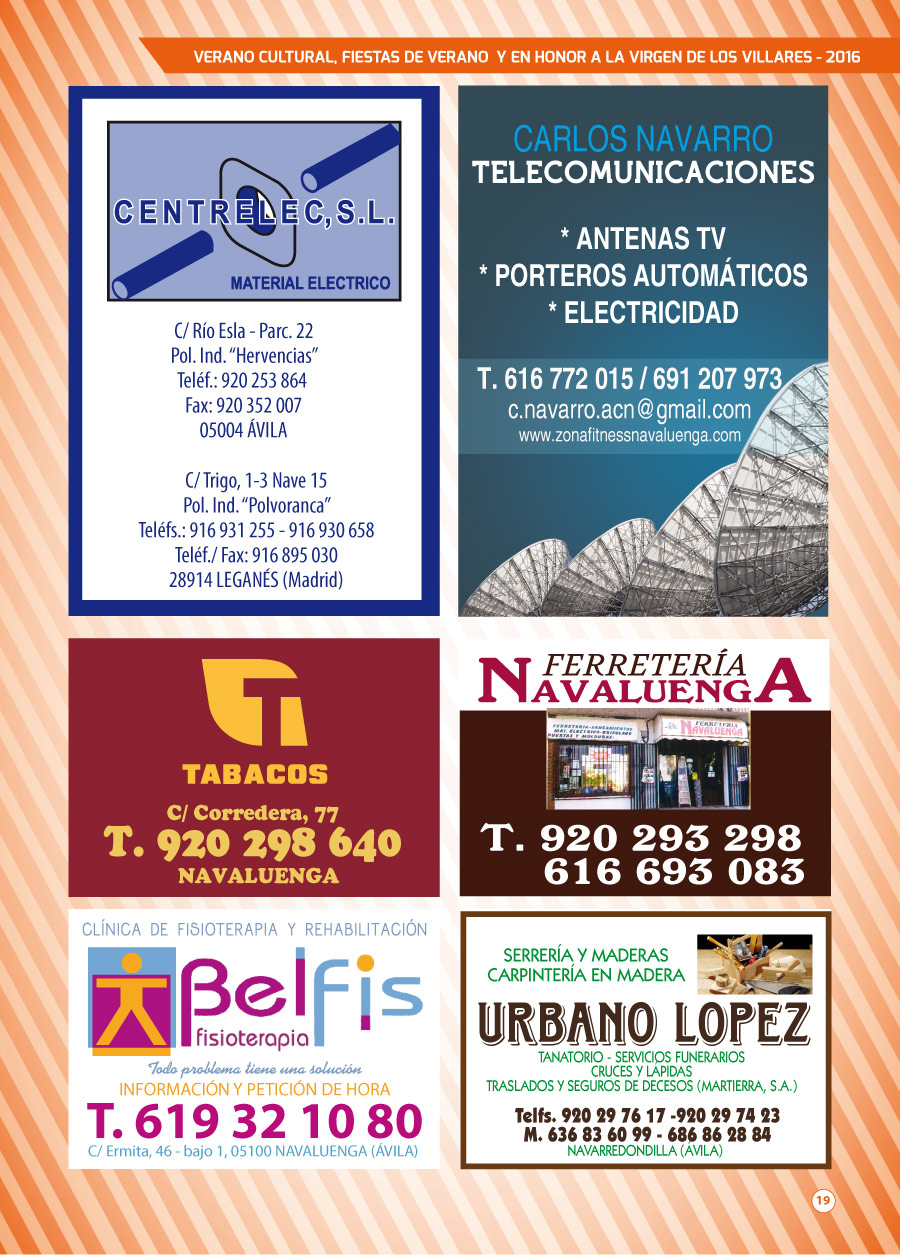 VERANO CULTURAL, FIESTAS DE VERANO Y EN HONOR A LA VIRGEN DE LOS VILLARES - 2016
CENTRELEC, S.L.
MATERIAL ELECTRICO
C/ Río Esla - Parc. 22
Pol. Ind. “Hervencias”
Teléf.: 920 253 864
Fax: 920 352 007
05004 ÁVILA
C/ Trigo, 1-3 Nave 15
Pol. Ind. “Polvoranca”
Teléfs.: 916 931 255 - 916 930 658
Teléf./ Fax: 916 895 030
28914 LEGANÉS (Madrid)
CARLOS NAVARRO
TELECOMUNICACIONES
* ANTENAS TV
* PORTEROS AUTOMÁTICOS
* ELECTRICIDAD
T. 616 772 015 / 691 207 973
c.navarro.acn@gmail.com
www.zonafitnessnavaluenga.com
T
TABACOS
C/ Corredera, 77
T. 920 298 640
NAVALUENGA
FERRETERÍA
NAVALUENGA
FERRETERIA-SANEAMIENTOS
MAT. ELECTRICO-BRICOLAGE
PUERTAS Y MOLDURAS-
FERRETERIA
NAVALUENGA
T. 920 293 298
616 693 083
CLÍNICA DE FISIOTERAPIA Y REHABILITACIÓN
Belfis
fisioterapia
Todo problema tiene una solución
INFORMACIÓN Y PETICIÓN DE HORA
T. 619 32 10 80
C/ Ermita, 46 - bajo 1, 05100 NAVALUENGA (ÁVILA)
SERRERÍA Y MADERAS
CARPINTERÍA EN MADERA
URBANO LOPEZ
TANATORIO - SERVICIOS FUNERARIOS
CRUCES Y LAPIDAS
TRASLADOS Y SEGUROS DE DECESOS (MARTIERRA, S.A.)
Telfs. 920 29 76 17 -920 29 74 23
M. 636 83 60 99 - 686 86 28 84
NAVARREDONDILLA (AVILA)
19